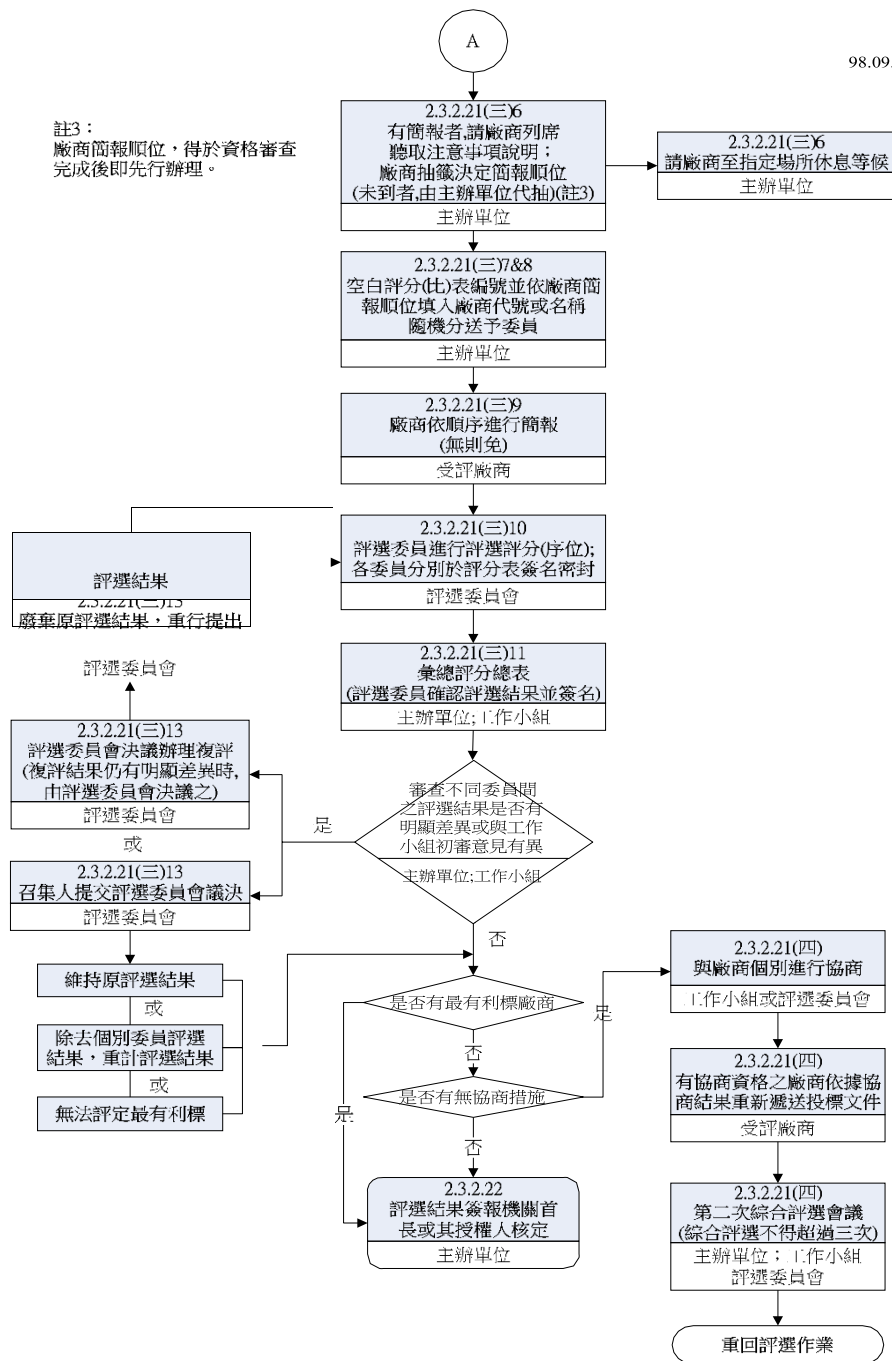 A
98.09.
註3：
廠商簡報順位，得於資格審查
完成後即先行辦理。
2.3.2.21(三)6
有簡報者,請廠商列席
聽取注意事項說明；
廠商抽籤決定簡報順位
(未到者,由主辦單位代抽)(註3)
主辦單位
2.3.2.21(三)6
請廠商至指定場所休息等候
主辦單位
2.3.2.21(三)7&8
空白評分(比)表編號並依廠商簡
報順位填入廠商代號或名稱
隨機分送予委員
主辦單位
2.3.2.21(三)9
廠商依順序進行簡報
(無則免)
受評廠商
2.3.2.21(三)10
評選委員進行評選評分(序位);
各委員分別於評分表簽名密封
評選委員會
評選結果
2.3.2.21(三)13
廢棄原評選結果，重行提出
評選委員會
2.3.2.21(三)11
彙總評分總表
(評選委員確認評選結果並簽名)
主辦單位;工作小組
2.3.2.21(三)13
評選委員會決議辦理複評
(複評結果仍有明顯差異時,
由評選委員會決議之)
評選委員會
或
審查不同委員間
之評選結果是否有
明顯差異或與工作
小組初審意見有異
主辦單位;工作小組
是
否
2.3.2.21(三)13
召集人提交評選委員會議決
評選委員會
維持原評選結果
或
除去個別委員評選
結果，重計評選結果
或
無法評定最有利標
是否有最有利標廠商
否
是
是否有無協商措施
是
否
2.3.2.22
評選結果簽報機關首
長或其授權人核定
主辦單位
2.3.2.21(四)
與廠商個別進行協商
工作小組或評選委員會
2.3.2.21(四)
有協商資格之廠商依據協
商結果重新遞送投標文件
受評廠商
2.3.2.21(四)
第二次綜合評選會議
(綜合評選不得超過三次)
主辦單位；工作小組
評選委員會
重回評選作業